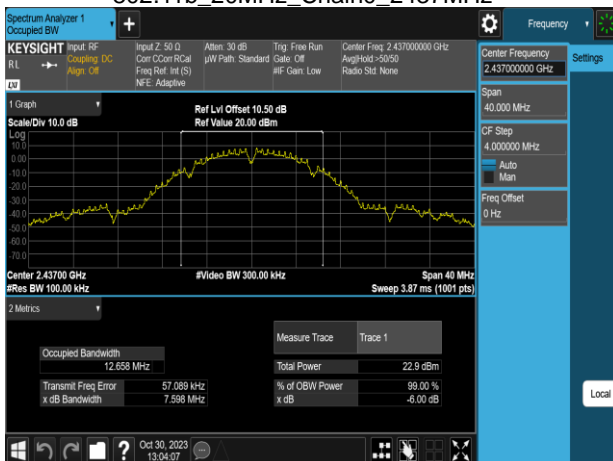 802.11b_20MHz_Chain0_2437MHz
Spectrum Analyzer 1
Occupied BW
Frequency
KEYSIGHT
RL
LXI
Input: RF
Coupling: DC
Align: Off
Input Z: 50 Ω
Corr CCorr RCal
Freq Ref: Int (S)
NFE: Adaptive
Atten: 30 dB
µW Path: Standard
Trig: Free Run
Gate: Off
#IF Gain: Low
Center Freq: 2.437000000 GHz
Avg|Hold:>50/50
Radio Std: None
Center Frequency
2.437000000 GHz
Settings
Span
40.000 MHz
CF Step
4.000000 MHz
Auto
Man
Freq Offset
0 Hz
Local
1 Graph
Scale/Div 10.0 dB
Ref Lvl Offset 10.50 dB
Ref Value 20.00 dBm
Log
10.0
0.00
-10.0
-20.0
-30.0
-40.0
-50.0
-60.0
-70.0
Center 2.43700 GHz
#Video BW 300.00 kHz
Span 40 MHz
#Res BW 100.00 kHz
Sweep 3.87 ms (1001 pts)
2 Metrics
Measure Trace
Trace 1
Occupied Bandwidth
12.658 MHz
Total Power
22.9 dBm
Transmit Freq Error
57.089 kHz
% of OBW Power
99.00 %
x dB Bandwidth
7.598 MHz
x dB
-6.00 dB
Oct 30, 2023
13:04:07